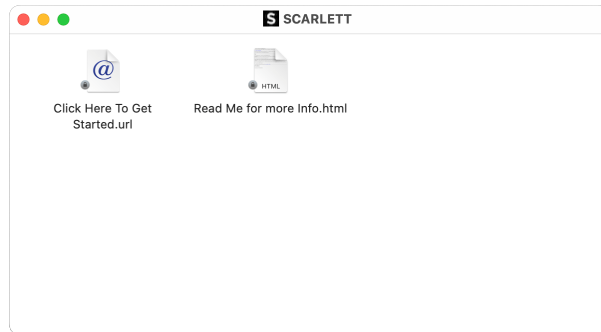 S SCARLETT
@
HTML
Click Here To Get
Started.url
Read Me for more Info.html